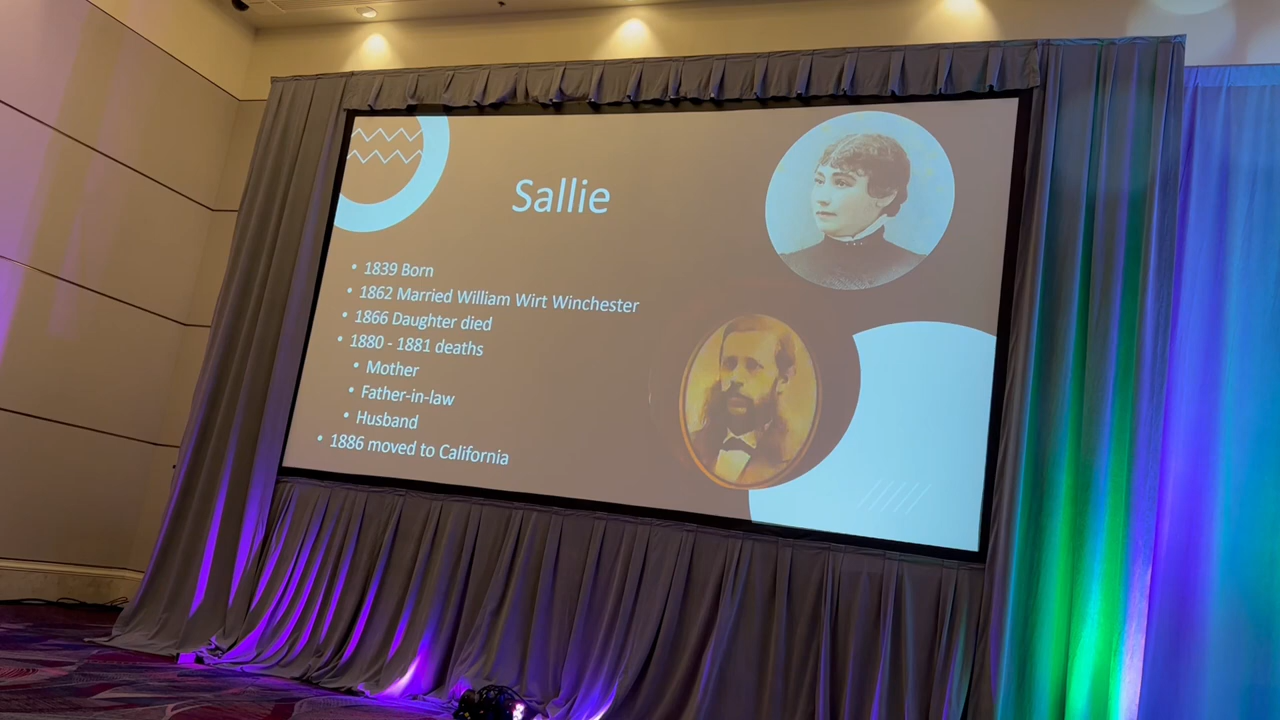 Sallie
• 1839 Born
• 1862 Married William Wirt Winchester
• 1866 Daughter died
• 1880 - 1881 deaths
• Mother
• Father-in-law
• Husband
• 1886 moved to California